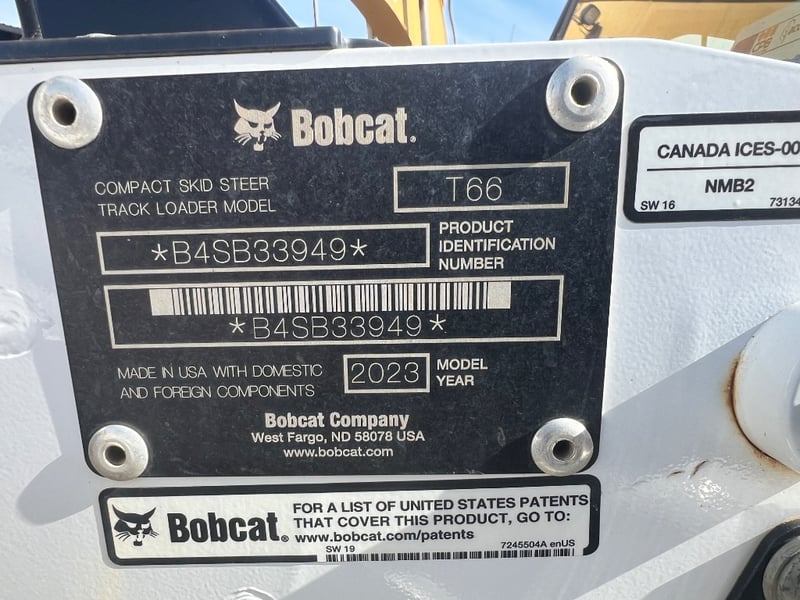 Bobcat.
COMPACT SKID STEER
TRACK LOADER MODEL
T66
*B4SB33949*
PRODUCT
IDENTIFICATION
NUMBER
*B4SB33949*
MADE IN USA WITH DOMESTIC
AND FOREIGN COMPONENTS
2023
MODEL
YEAR
Bobcat Company
West Fargo, ND 58078 USA
www.bobcat.com
CANADA ICES-00
NMB2
SW 16
73134
Bobcat.
FOR A LIST OF UNITED STATES PATENTS
THAT COVER THIS PRODUCT, GO TO:
www.bobcat.com/patents
SW 19
7245504A enUS